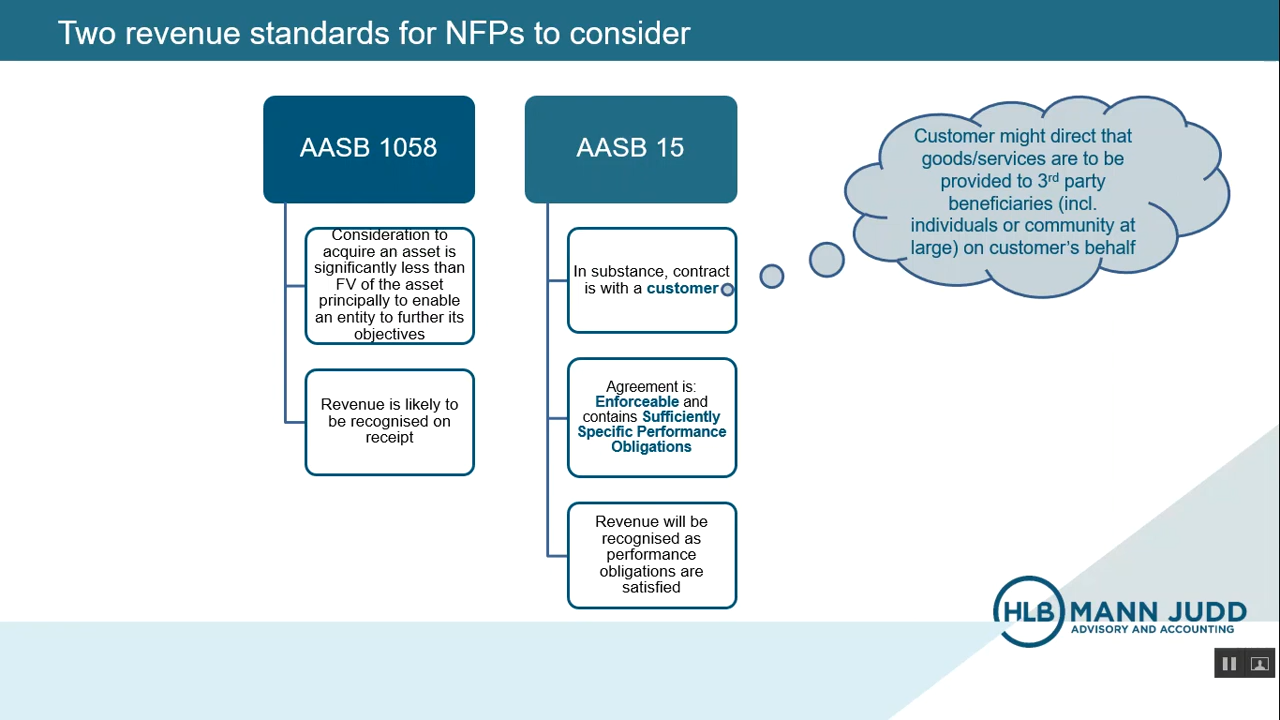 Two revenue standards for NFPs to consider
AASB 1058
Consideration to
acquire an asset is
significantly less than
FV of the asset
principally to enable
an entity to further its
objectives
Revenue is likely to
be recognised on
receipt
AASB 15
In substance, contract
is with a customer
Agreement is:
Enforceable and
contains Sufficiently
Specific Performance
Obligations
Revenue will be
recognised as
performance
obligations are
satisfied
Customer might direct that
goods/services are to be
provided to 3rd party
beneficiaries (incl.
individuals or community at
large) on customer's behalf
HLB MANN JUDD
ADVISORY AND ACCOUNTING